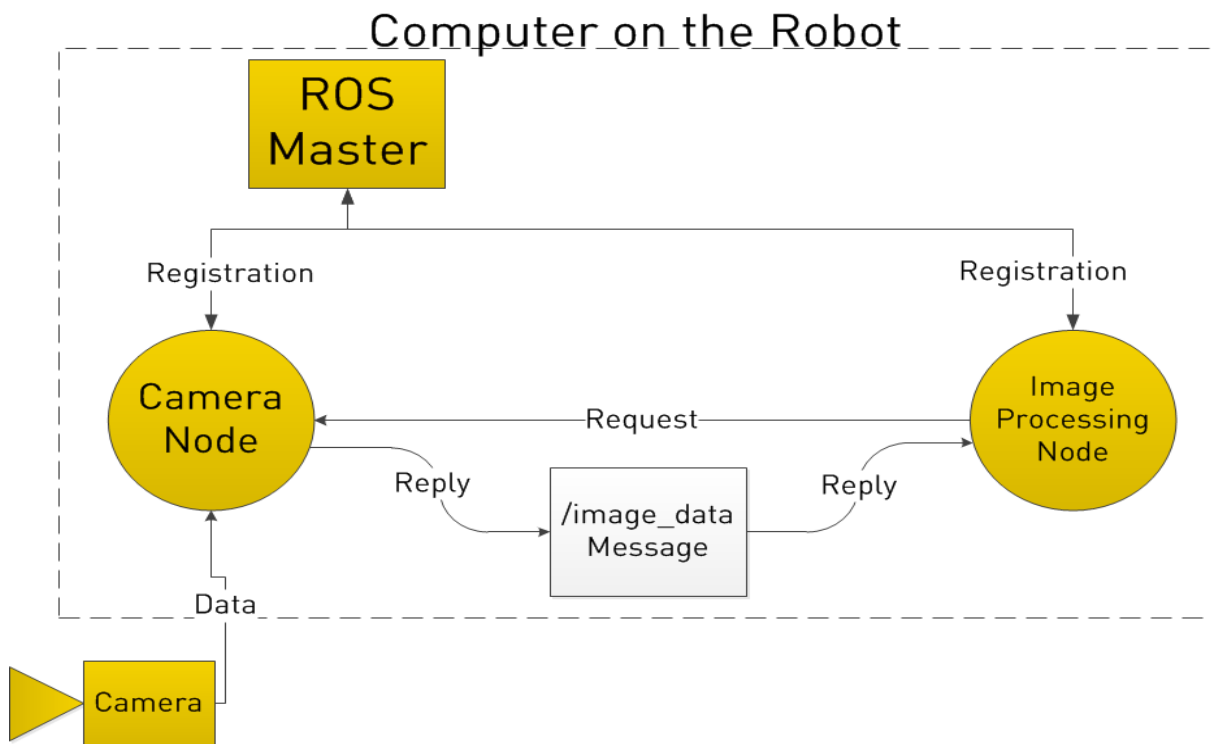 Computer on the Robot
ROS
Master
Registration
Registration
Camera
Node
Request
Image
Processing
Node
Reply
/image_data
Message
Reply
Data
Camera